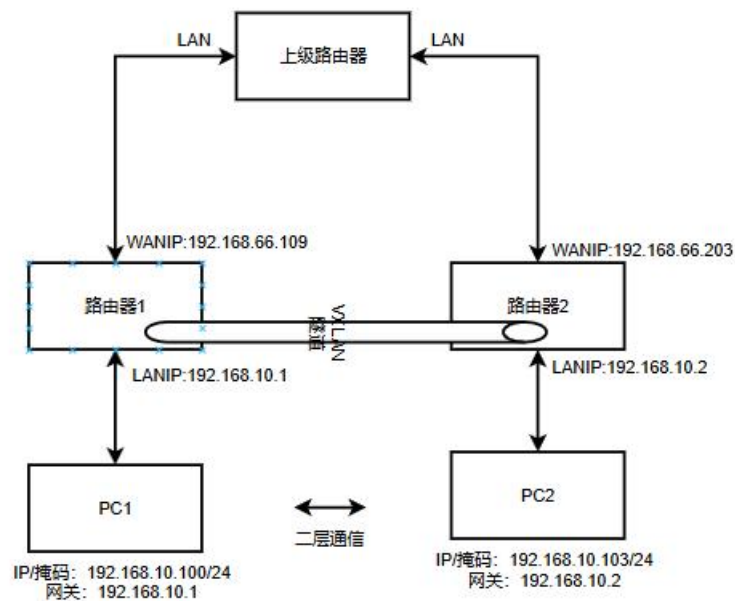 LAN
上级路由器
LAN
WANIP:192.168.66.109
WANIP:192.168.66.203
路由器1
VXLAN
隧道
路由器2
LANIP:192.168.10.1
LANIP:192.168.10.2
PC1
PC2
二层通信
IP/掩码：192.168.10.100/24
网关：192.168.10.1
IP/掩码：192.168.10.103/24
网关：192.168.10.2